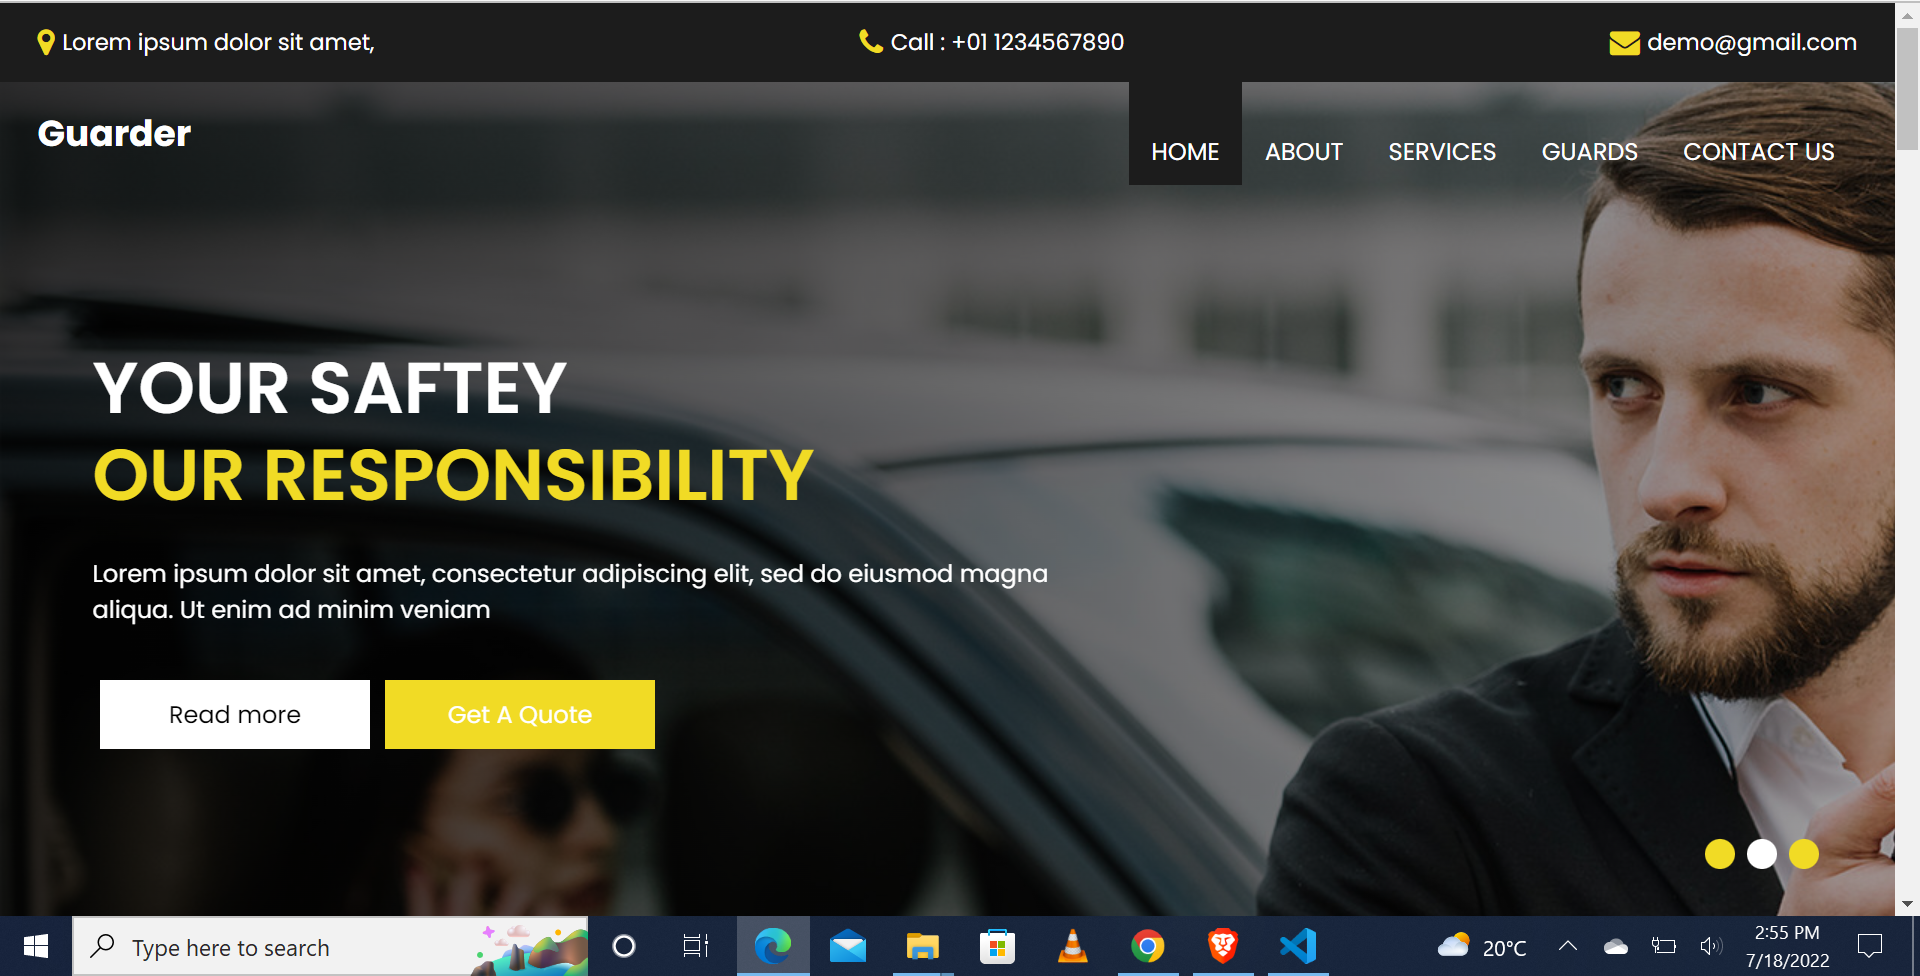 Lorem ipsum dolor sit amet,
Call : +01 1234567890
demo@gmail.com
Guarder
HOME ABOUT SERVICES GUARDS CONTACT US
YOUR SAFTEY
OUR RESPONSIBILITY
Lorem ipsum dolor sit amet, consectetur adipiscing elit, sed do eiusmod magna
aliqua. Ut enim ad minim veniam
Read more
Get A Quote
Type here to search
20°C
2:55 PM
7/18/2022